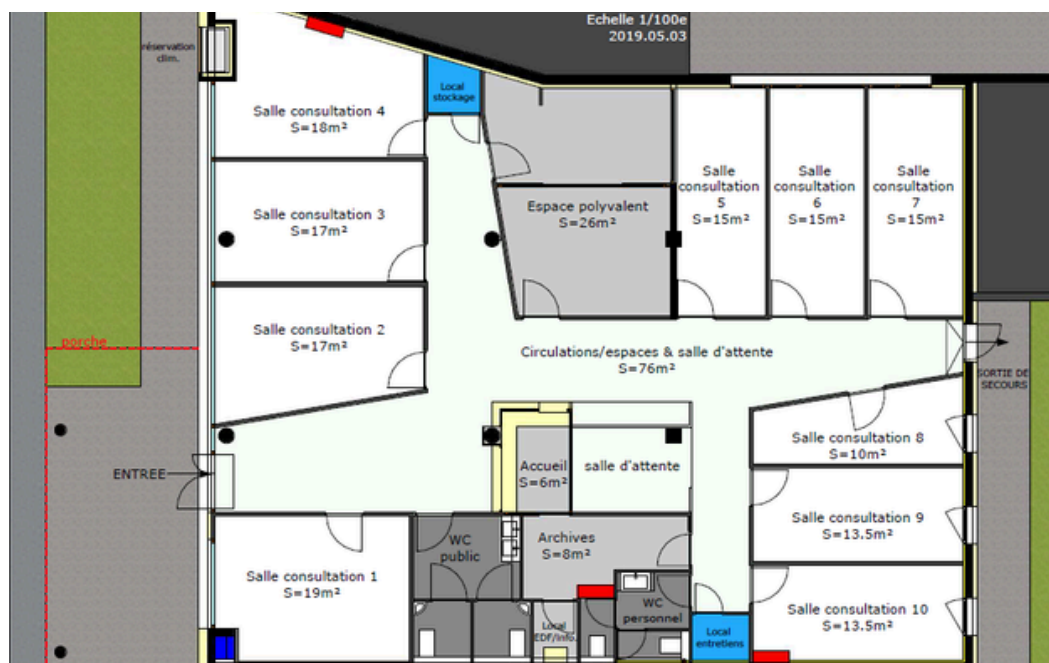 Echelle 1/100e
2019.05.03
réservation
clim.
Salle consultation 4
S=18m²
Local
stockage
Salle consultation 3
S=17m²
Espace polyvalent
S=26m²
Salle
consultation
5
S=15m²
Salle
consultation
6
S=15m²
Salle
consultation
7
S=15m²
porche
Salle consultation 2
S=17m²
Circulations/espaces & salle d'attente
S=76m²
SORTIE DE
SECOURS
ENTREE
Accueil
S=6m²
salle d'attente
Salle consultation 8
S=10m²
WC
public
Archives
S=8m²
Salle consultation 9
S=13.5m²
Salle consultation 1
S=19m²
WC
personnel
Local
EDF/Info.
Local
entretiens
Salle consultation 10
S=13.5m²